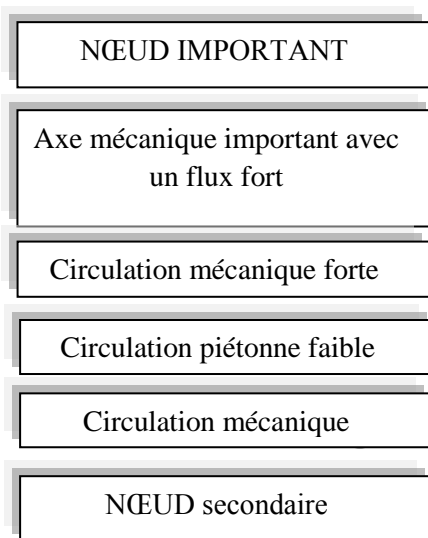 NŒUD IMPORTANT
Axe mécanique important avec
un flux fort
Circulation mécanique forte
Circulation piétonne faible
Circulation mécanique
NŒUD secondaire